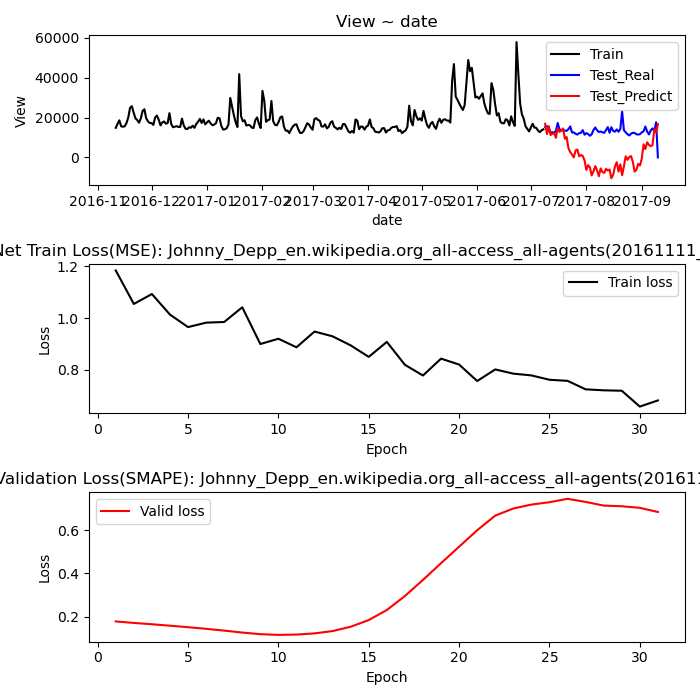 View ~ date
60000
40000
20000
0
View
Train
Test_Real
Test_Predict
2016-11 2016-12 2017-01 2017-02 2017-03 2017-04 2017-05 2017-06 2017-07 2017-08 2017-09
date
Net Train Loss(MSE): Johnny_Depp_en.wikipedia.org_all-access_all-agents(20161111_
1.2
1.0
0.8
Loss
Train loss
0 5 10 15 20 25 30
Epoch
Validation Loss(SMAPE): Johnny_Depp_en.wikipedia.org_all-access_all-agents(201611
0.6
0.4
0.2
Loss
Valid loss
0 5 10 15 20 25 30
Epoch